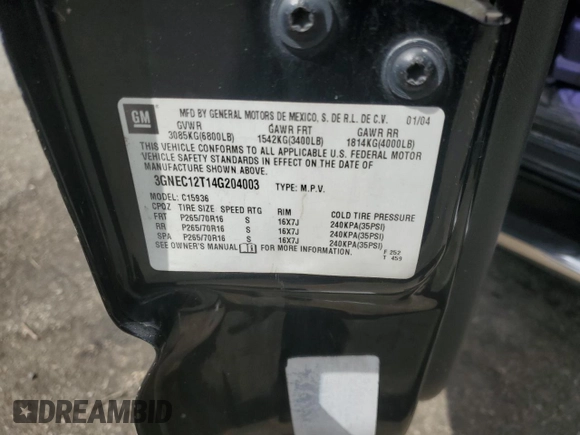 GM
MFD BY GENERAL MOTORS DE MEXICO, S. DE R.L. DE C.V. 01/04
GVWR GAWR FRT GAWR RR
3085KG(6800LB) 1542KG(3400LB) 1814KG(4000LB)
THIS VEHICLE CONFORMS TO ALL APPLICABLE U.S. FEDERAL MOTOR
VEHICLE SAFETY STANDARDS IN EFFECT ON THE DATE OF
MANUFACTURE SHOWN ABOVE.
3GNEC12T14G204003 TYPE: M.P.V.
MODEL: C15936
TIRE SIZE SPEED RTG RIM COLD TIRE PRESSURE
FRT P265/70R16 S 16X7J 240KPA(35PSI)
RR P265/70R16 S 16X7J 240KPA(35PSI)
SPA P265/70R16 S 16X7J 240KPA(35PSI)
SEE OWNER'S MANUAL FOR MORE INFORMATION.
F 252
T 459
DREAMBID